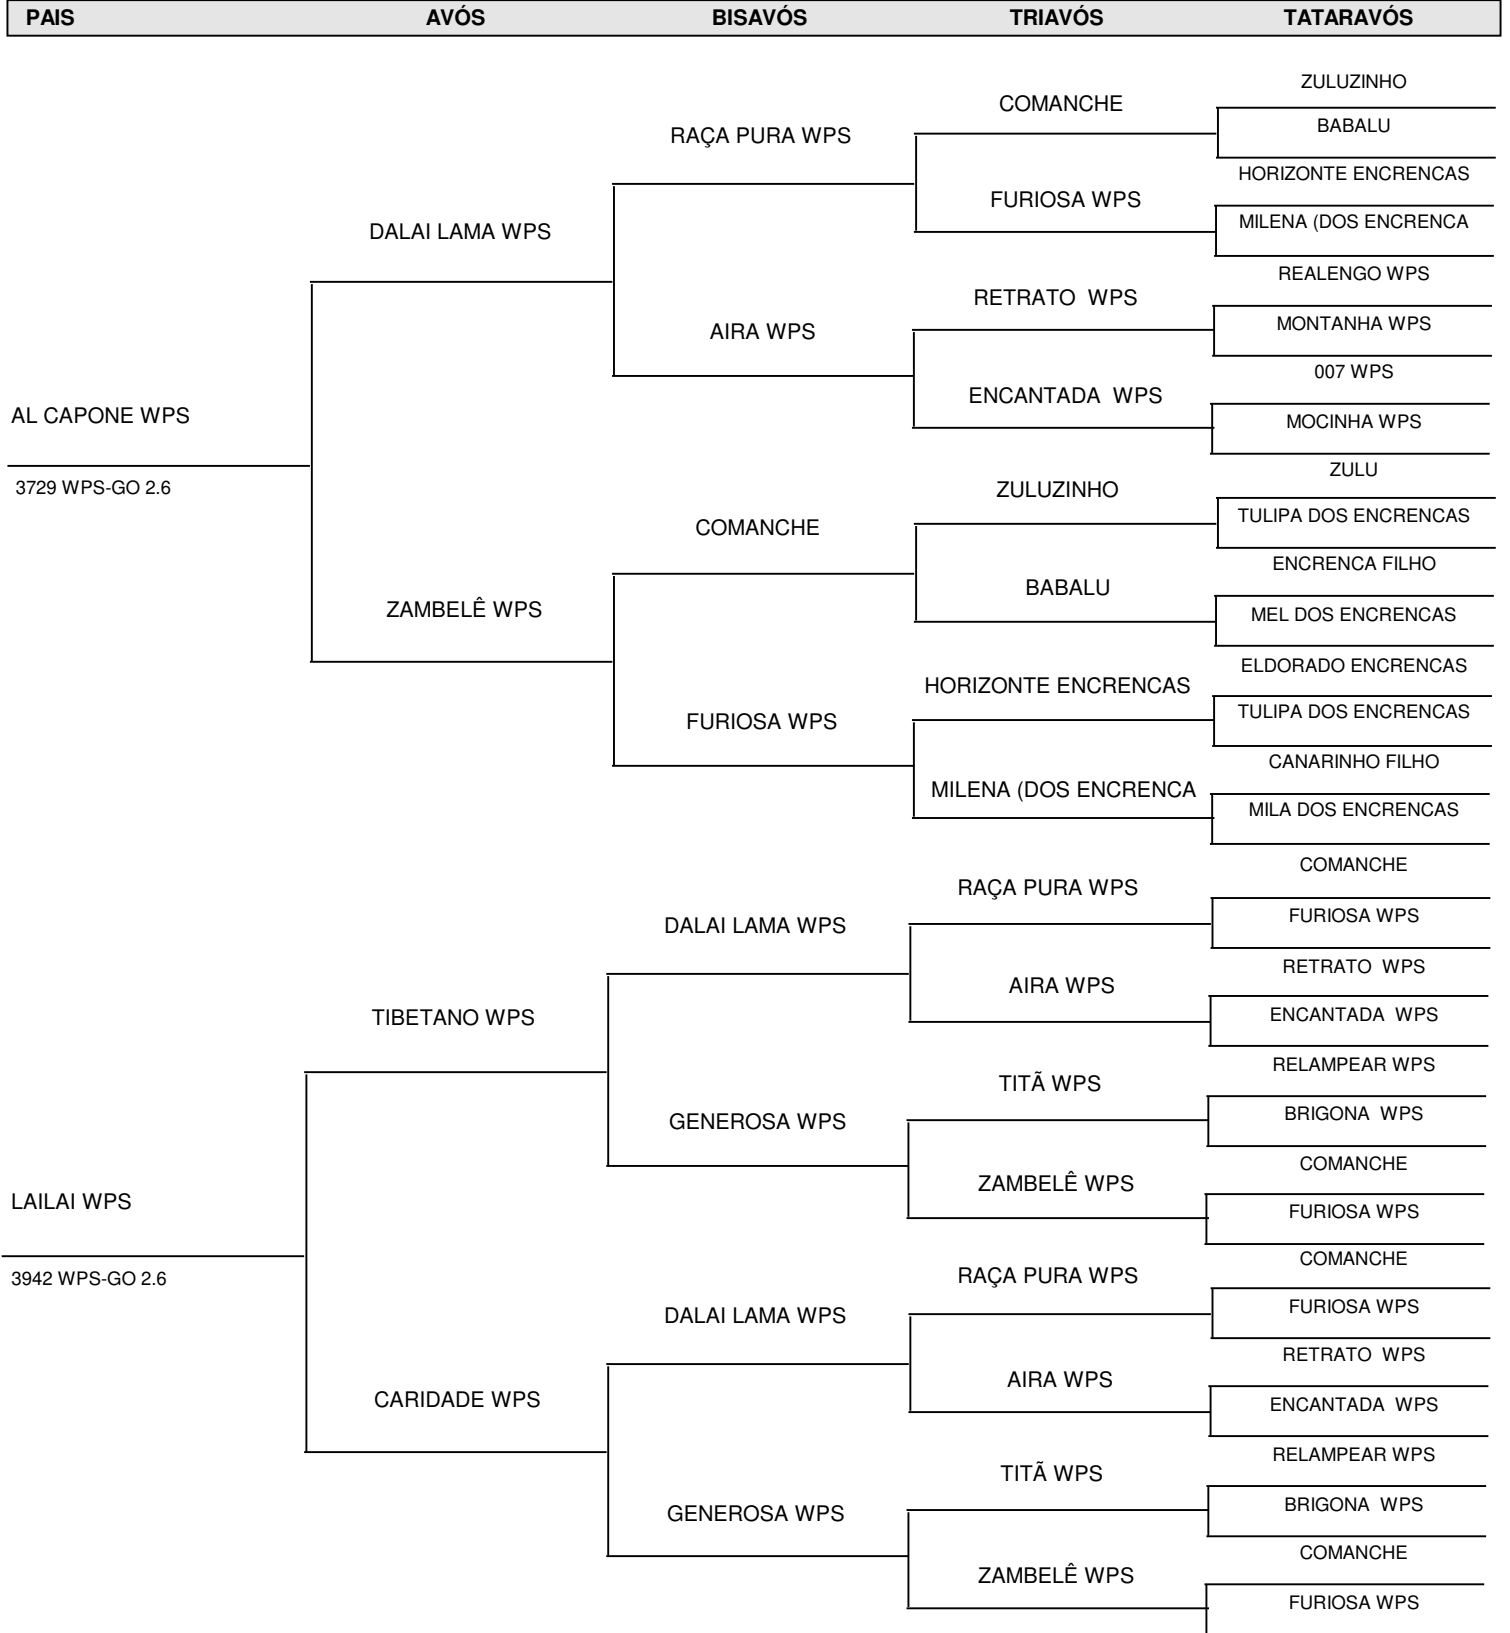 PAIS AVÓS BISAVÓS TRIAVÓS TATARAVÓS
ZULUZINHO
COMANCHE
BABALU
RAÇA PURA WPS
HORIZONTE ENCRENCAS
FURIOSA WPS
MILENA (DOS ENCRENCA
DALAI LAMA WPS
REALENGO WPS
RETRATO  WPS
MONTANHA WPS
AIRA WPS
007 WPS
ENCANTADA  WPS
MOCINHA WPS
AL CAPONE WPS
3729 WPS-GO 2.6
ZULU
ZULUZINHO
TULIPA DOS ENCRENCAS
COMANCHE
ENCRENCA FILHO
BABALU
MEL DOS ENCRENCAS
ZAMBELÊ WPS
ELDORADO ENCRENCAS
HORIZONTE ENCRENCAS
TULIPA DOS ENCRENCAS
FURIOSA WPS
CANARINHO FILHO
MILENA (DOS ENCRENCA
MILA DOS ENCRENCAS
COMANCHE
RAÇA PURA WPS
FURIOSA WPS
DALAI LAMA WPS
RETRATO  WPS
AIRA WPS
ENCANTADA  WPS
TIBETANO WPS
RELAMPEAR WPS
TITÃ WPS
BRIGONA  WPS
GENEROSA WPS
COMANCHE
ZAMBELÊ WPS
FURIOSA WPS
LAILAI WPS
3942 WPS-GO 2.6
COMANCHE
RAÇA PURA WPS
FURIOSA WPS
DALAI LAMA WPS
RETRATO  WPS
AIRA WPS
ENCANTADA  WPS
CARIDADE WPS
RELAMPEAR WPS
TITÃ WPS
BRIGONA  WPS
GENEROSA WPS
COMANCHE
ZAMBELÊ WPS
FURIOSA WPS